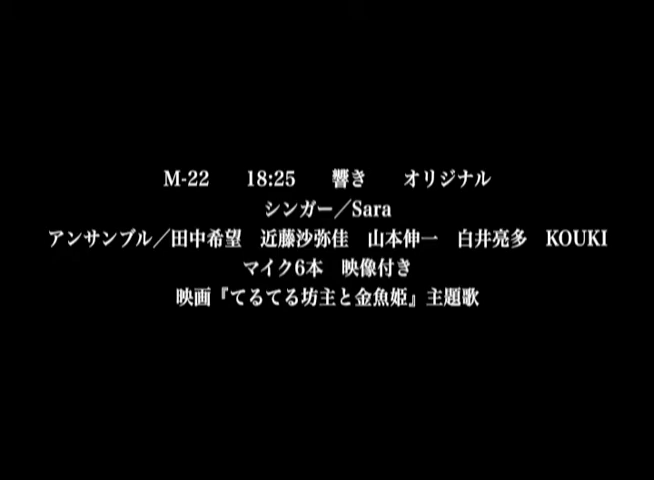 M-22　　18:25　　響き　　オリジナル
シンガー／Sara
アンサンブル／田中希望　近藤沙弥佳　山本伸一　白井亮多　KOUKI
マイク6本　映像付き
映画『てるてる坊主と金魚姫』主題歌